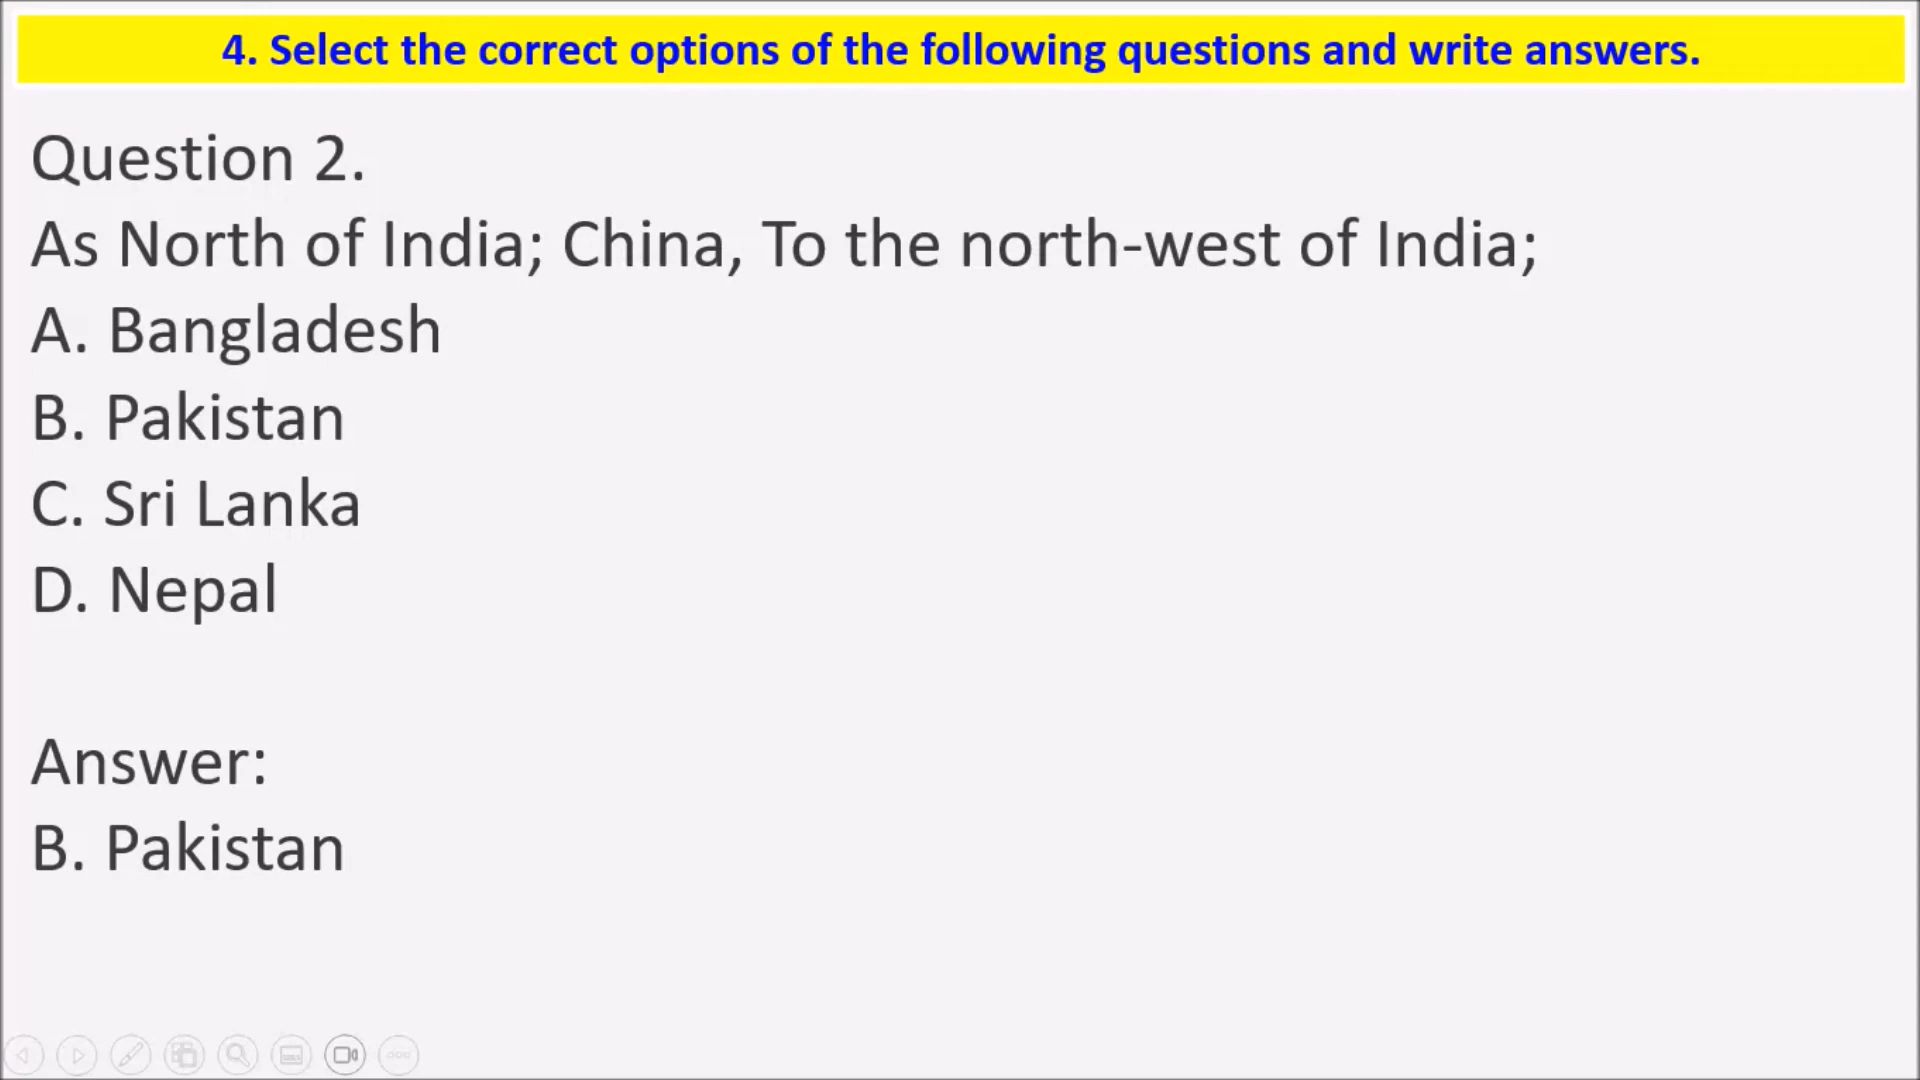 4. Select the correct options of the following questions and write answers.
Question 2.
As North of India; China, To the north-west of India;
A. Bangladesh
B. Pakistan
C. Sri Lanka
D. Nepal
Answer:
B. Pakistan